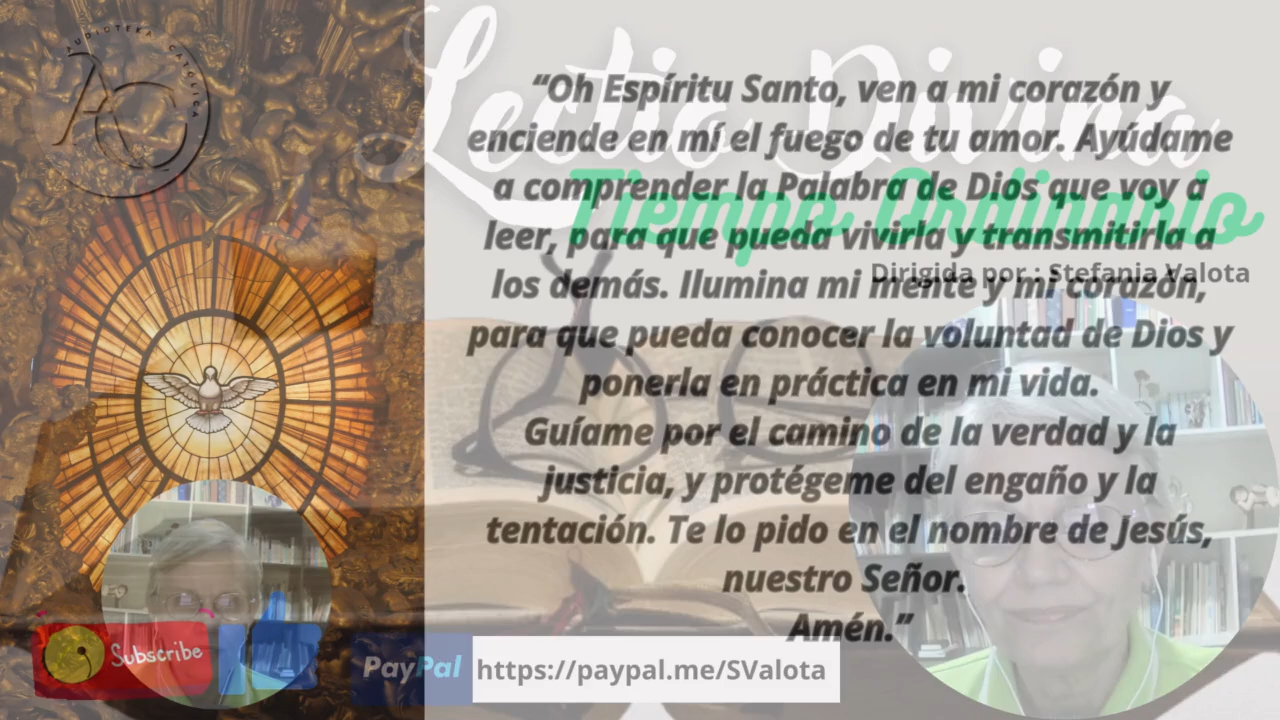 AUDIOTEKA CATÓLICA
AC
Lectio Divina
Tiempo Ordinario
Dirigida por : Stefania Valota
“Oh Espíritu Santo, ven a mi corazón y
enciende en mí el fuego de tu amor. Ayúdame
a comprender la Palabra de Dios que voy a
leer, para que pueda vivirla y transmitirla a
los demás. Ilumina mi mente y mi corazón,
para que pueda conocer la voluntad de Dios y
ponerla en práctica en mi vida.
Guíame por el camino de la verdad y la
justicia, y protégeme del engaño y la
tentación. Te lo pido en el nombre de Jesús,
nuestro Señor.
Amén.”
Subscribe
PayPal
https://paypal.me/SValota